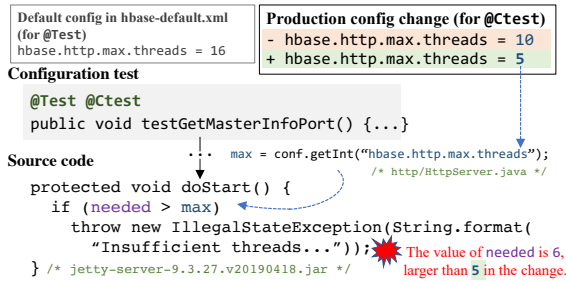 Default config in hbase-default.xml
(for @Test)
hbase.http.max.threads = 16
Production config change (for @Ctest)
- hbase.http.max.threads = 10
+ hbase.http.max.threads = 5
Configuration test
@Test @Ctest
public void testGetMasterInfoPort() {...}
... max = conf.getInt(“hbase.http.max.threads”);
/* http/HttpServer.java */
Source code
protected void doStart() {
if (needed > max)
throw new IllegalStateException(String.format(
“Insufficient threads...”));
The value of needed is 6,
larger than 5 in the change.
} /* jetty-server-9.3.27.v20190418.jar */